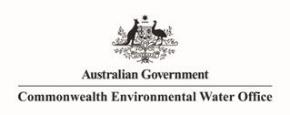 Australian Government
Commonwealth Environmental Water Office